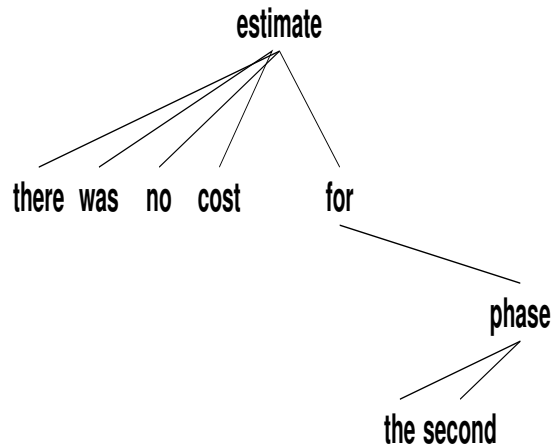 estimate
there was no cost for
phase
the second